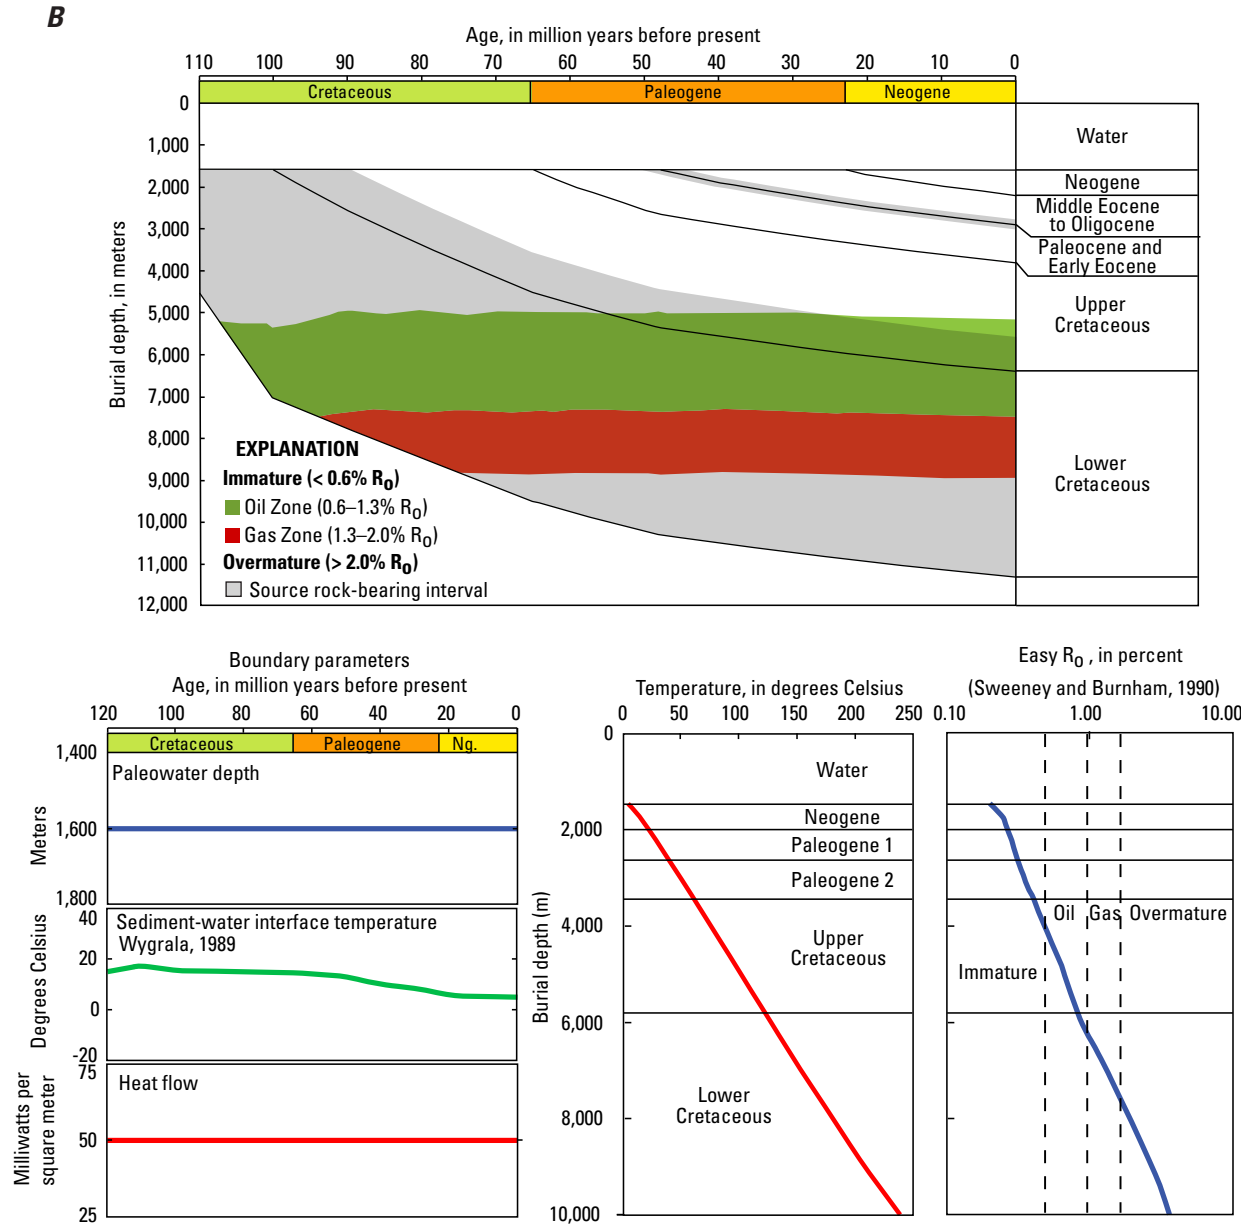 B
Age, in million years before present
110 100 90 80 70 60 50 40 30 20 10 0
Cretaceous Paleogene Neogene
Burial depth, in meters
0
1,000
2,000
3,000
4,000
5,000
6,000
7,000
8,000
9,000
10,000
11,000
12,000
Water
Neogene
Middle Eocene
to Oligocene
Paleocene and
Early Eocene
Upper
Cretaceous
Lower
Cretaceous
EXPLANATION
Immature (< 0.6% R0)
Oil Zone (0.6–1.3% R0)
Gas Zone (1.3–2.0% R0)
Overmature (> 2.0% R0)
Source rock-bearing interval
Boundary parameters
Age, in million years before present
120 100 80 60 40 20 0
Cretaceous Paleogene Ng.
Meters
1,400
1,600
1,800
Paleowater depth
Degrees Celsius
40
20
0
-20
Sediment-water interface temperature
Wygrala, 1989
Milliwatts per
square meter
75
50
25
Heat flow
Temperature, in degrees Celsius
0 50 100 150 200 250
Burial depth (m)
0
2,000
4,000
6,000
8,000
10,000
Water
Neogene
Paleogene 1
Paleogene 2
Upper
Cretaceous
Lower
Cretaceous
Easy R0 , in percent
(Sweeney and Burnham, 1990)
0.10 1.00 10.00
Oil Gas Overmature
Immature